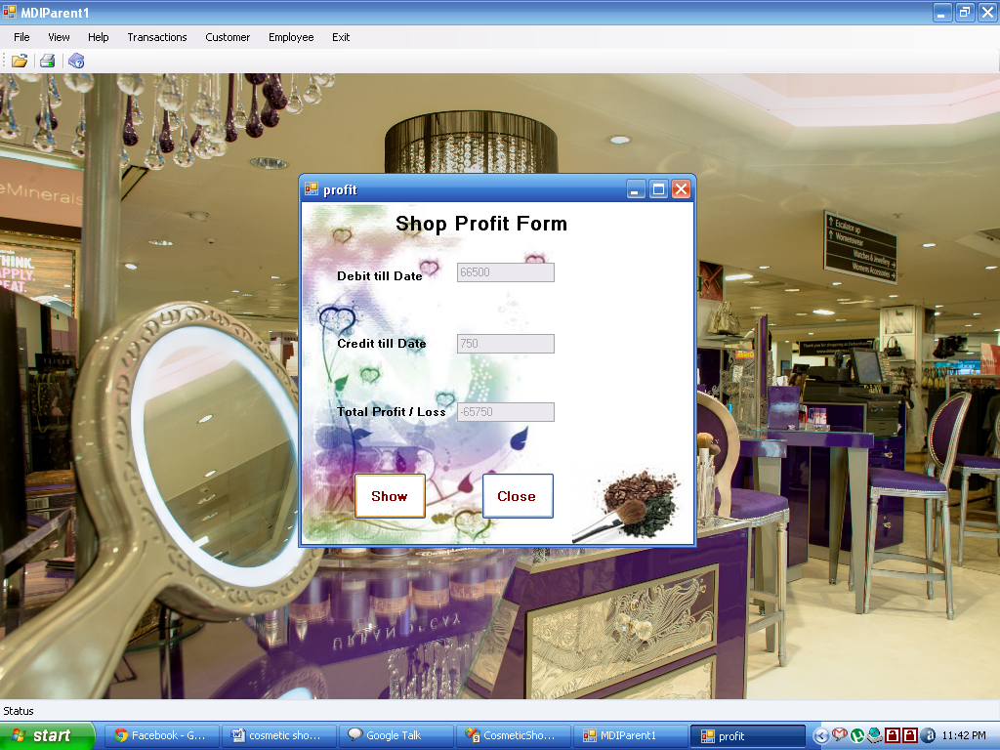 MDIParent1
File View Help Transactions Customer Employee Exit
eMinerals
THINK.
APPLY.
EAT.
Escalator up
Womenswear
Watches & Jewellery
Womens Accessories
profit
Shop Profit Form
Debit till Date 66500
Credit till Date 750
Total Profit / Loss -65750
Show Close
URBAN DECAY
Status
start Facebook - G... cosmetic sho... Google Talk CosmeticSho... MDIParent1 profit 11:42 PM